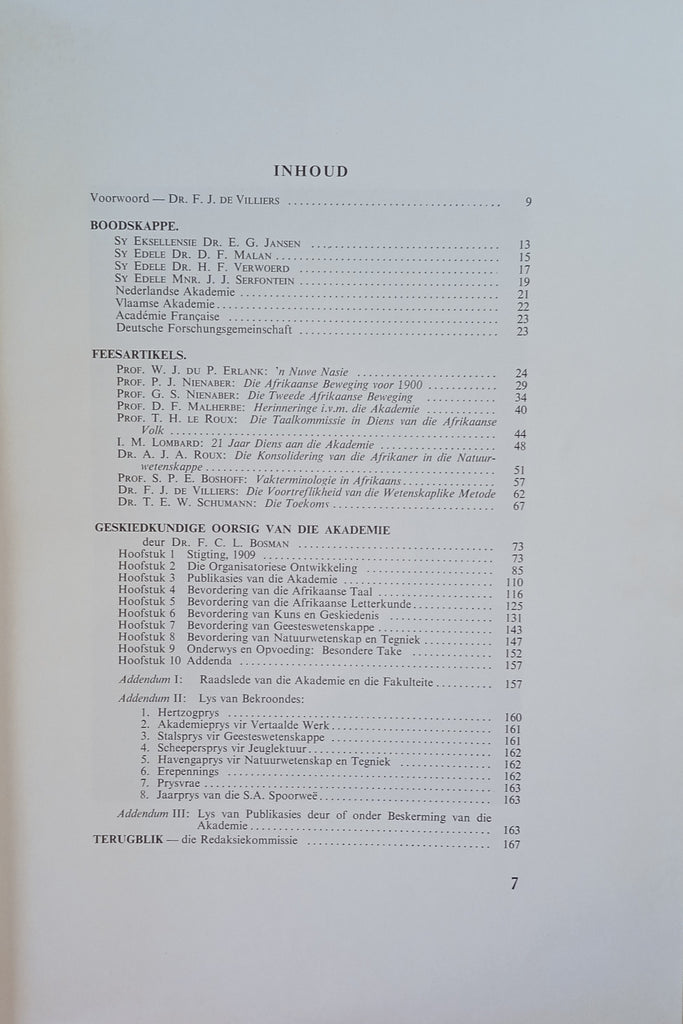 INHOUD
Voorwoord — DR. F. J. DE VILLIERS ........ 9
BOODSKAPPE.
SY EKSELLENSIE DR. E. G. JANSEN ........ 13
SY EDELE DR. D. F. MALAN ........ 15
SY EDELE DR. H. F. VERWOERD ........ 17
SY EDELE MNR. J. J. SERFONTEIN ........ 19
Nederlandse Akademie ........ 21
Vlaamse Akademie ........ 22
Académie Française ........ 23
Deutsche Forschungsgemeinschaft ........ 23
FEESARTIKELS.
PROF. W. J. DU P. ERLANK: 'n Nuwe Nasie ........ 24
PROF. P. J. NIENABER: Die Afrikaanse Beweging voor 1900 ........ 29
PROF. G. S. NIENABER: Die Tweede Afrikaanse Beweging ........ 34
PROF. D. F. MALHERBE: Herinneringe i.v.m. die Akademie ........ 40
PROF. T. H. LE ROUX: Die Taalkommissie in Diens van die Afrikaanse
Volk ........ 44
I. M. LOMBARD: 21 Jaar Diens aan die Akademie ........ 48
DR. A. J. A. ROUX: Die Konsolidering van die Afrikaner in die Natuur-
wetenskappe ........ 51
PROF. S. P. E. BOSHOFF: Vakterminologie in Afrikaans ........ 57
DR. F. J. DE VILLIERS: Die Voortreflikheid van die Wetenskaplike Metode 62
DR. T. E. W. SCHUMANN: Die Toekoms ........ 67
GESKIEDKUNDIGE OORSIG VAN DIE AKADEMIE
deur DR. F. C. L. BOSMAN ........ 73
Hoofstuk 1 Stigting, 1909 ........ 73
Hoofstuk 2 Die Organisatoriese Ontwikkeling ........ 85
Hoofstuk 3 Publikasies van die Akademie ........ 110
Hoofstuk 4 Bevordering van die Afrikaanse Taal ........ 116
Hoofstuk 5 Bevordering van die Afrikaanse Letterkunde ........ 125
Hoofstuk 6 Bevordering van Kuns en Geskiedenis ........ 131
Hoofstuk 7 Bevordering van Geesteswetenskappe ........ 143
Hoofstuk 8 Bevordering van Natuurwetenskap en Tegniek ........ 147
Hoofstuk 9 Onderwys en Opvoeding: Besondere Take ........ 152
Hoofstuk 10 Addenda ........ 157
Addendum I: Raadslede van die Akademie en die Fakulteite ........ 157
Addendum II: Lys van Bekroondes:
1. Hertzogprys ........ 160
2. Akademieprys vir Vertaalde Werk ........ 161
3. Stalsprys vir Geesteswetenskappe ........ 161
4. Scheepersprys vir Jeuglektuur ........ 162
5. Havengaprys vir Natuurwetenskap en Tegniek ........ 162
6. Erepennings ........ 162
7. Prysvrae ........ 163
8. Jaarprys van die S.A. Spoorweë ........ 163
Addendum III: Lys van Publikasies deur of onder Beskerming van die
Akademie ........ 163
TERUGBLIK — die Redaksiekommissie ........ 167
7